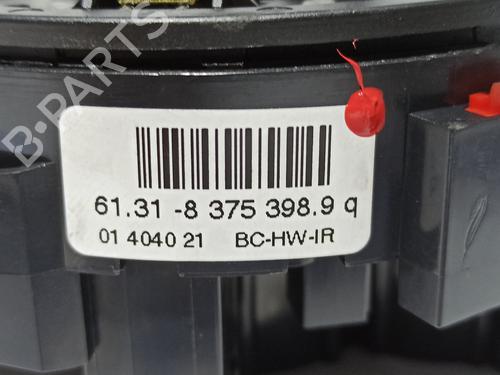 B-PARTS
61.31 -8 375 398.9 q
01 4040 21 BC-HW-IR